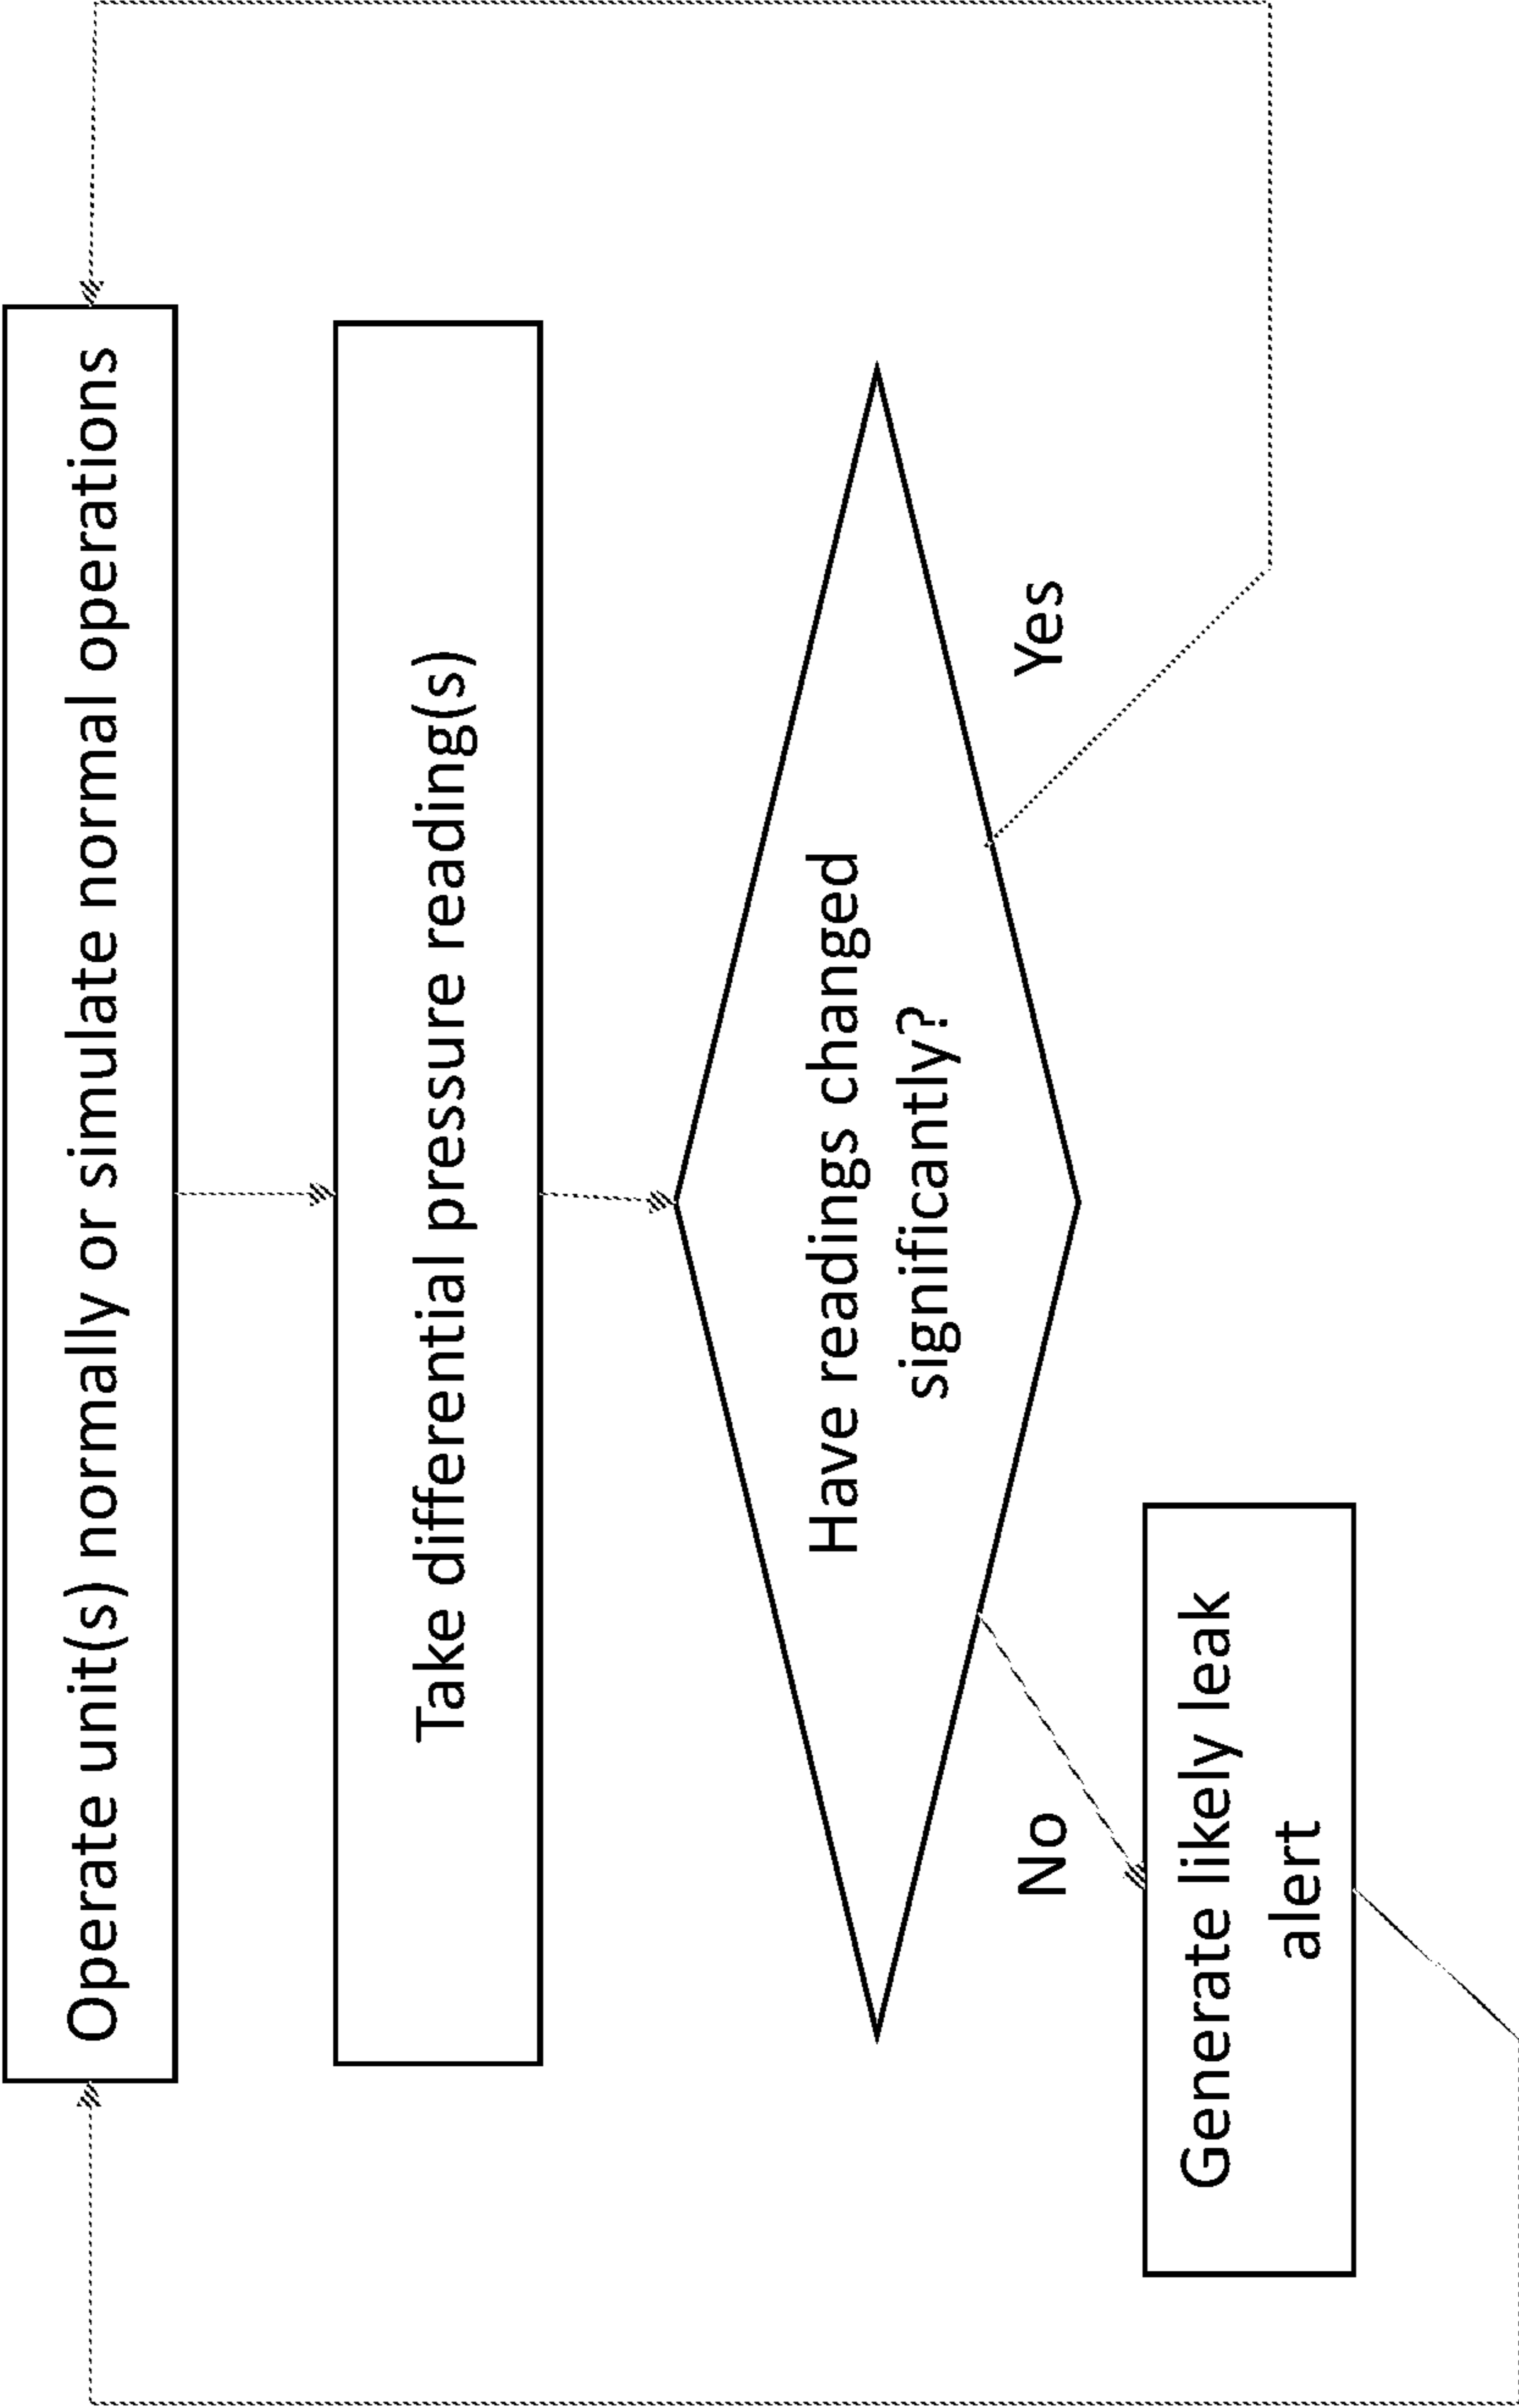 Operate unit(s) normally or simulate normal operations
Take differential pressure reading(s)
Have readings changed
significantly?
No
Yes
Generate likely leak
alert